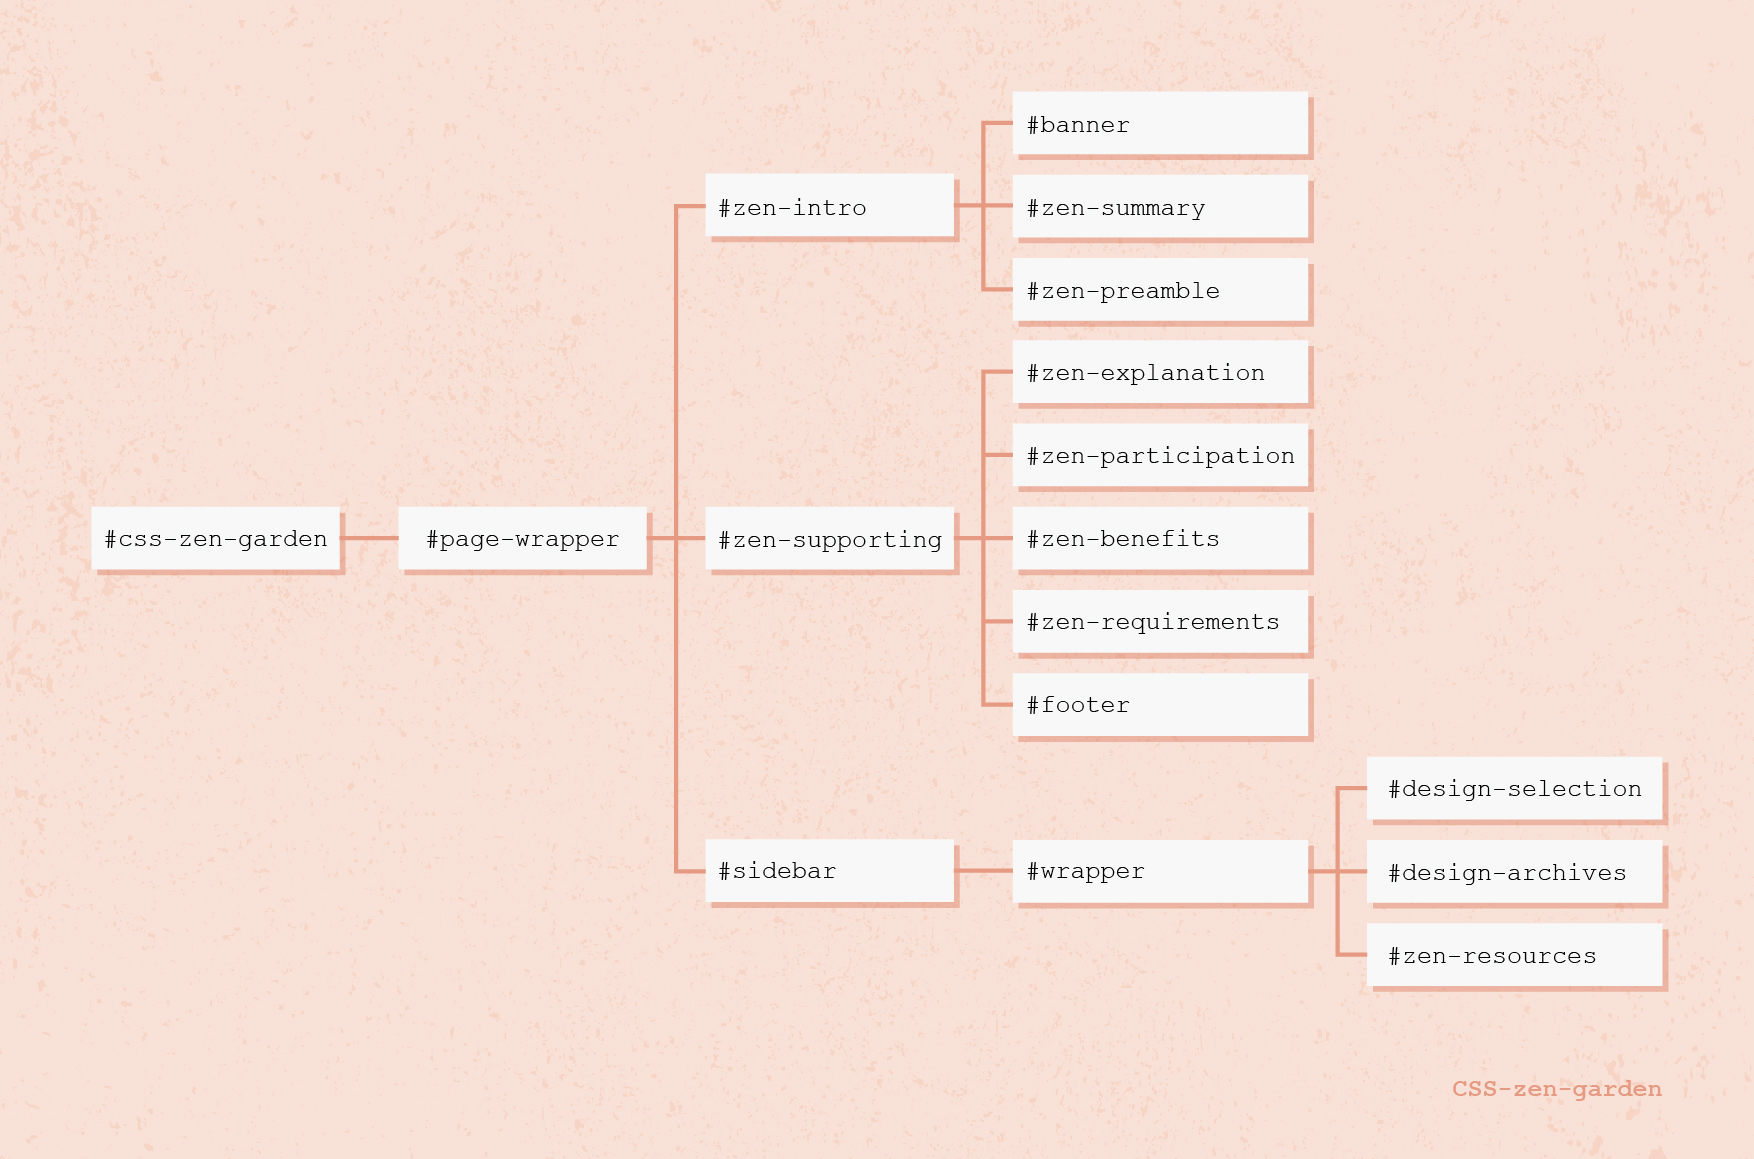 #css-zen-garden
#page-wrapper
#zen-intro
#banner
#zen-summary
#zen-preamble
#zen-supporting
#zen-explanation
#zen-participation
#zen-benefits
#zen-requirements
#footer
#sidebar
#wrapper
#design-selection
#design-archives
#zen-resources
CSS-zen-garden